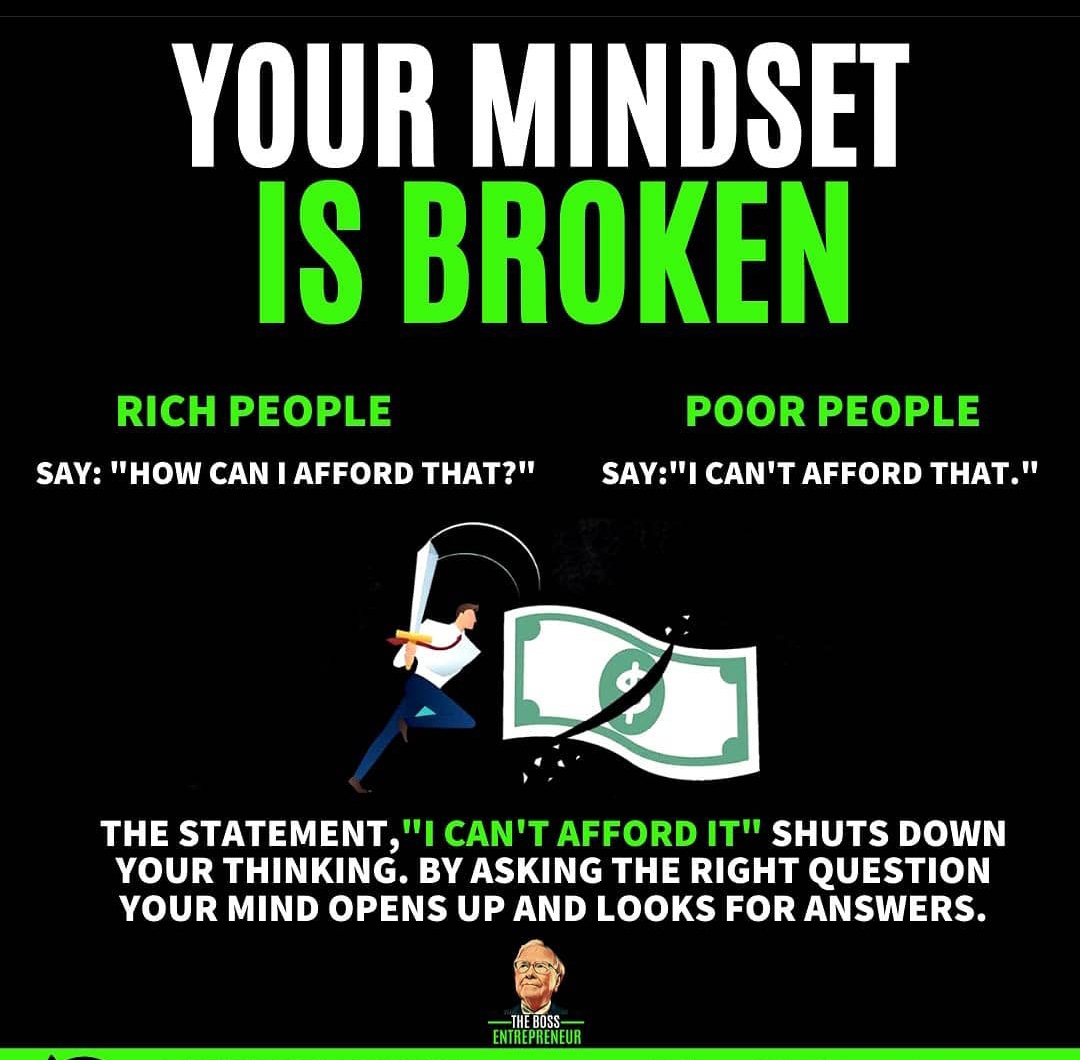 YOUR MINDSET
IS BROKEN
RICH PEOPLE
SAY: "HOW CAN I AFFORD THAT?"
POOR PEOPLE
SAY:"I CAN'T AFFORD THAT."
$
THE STATEMENT,"I CAN'T AFFORD IT" SHUTS DOWN
YOUR THINKING. BY ASKING THE RIGHT QUESTION
YOUR MIND OPENS UP AND LOOKS FOR ANSWERS.
THE BOSS
ENTREPRENEUR